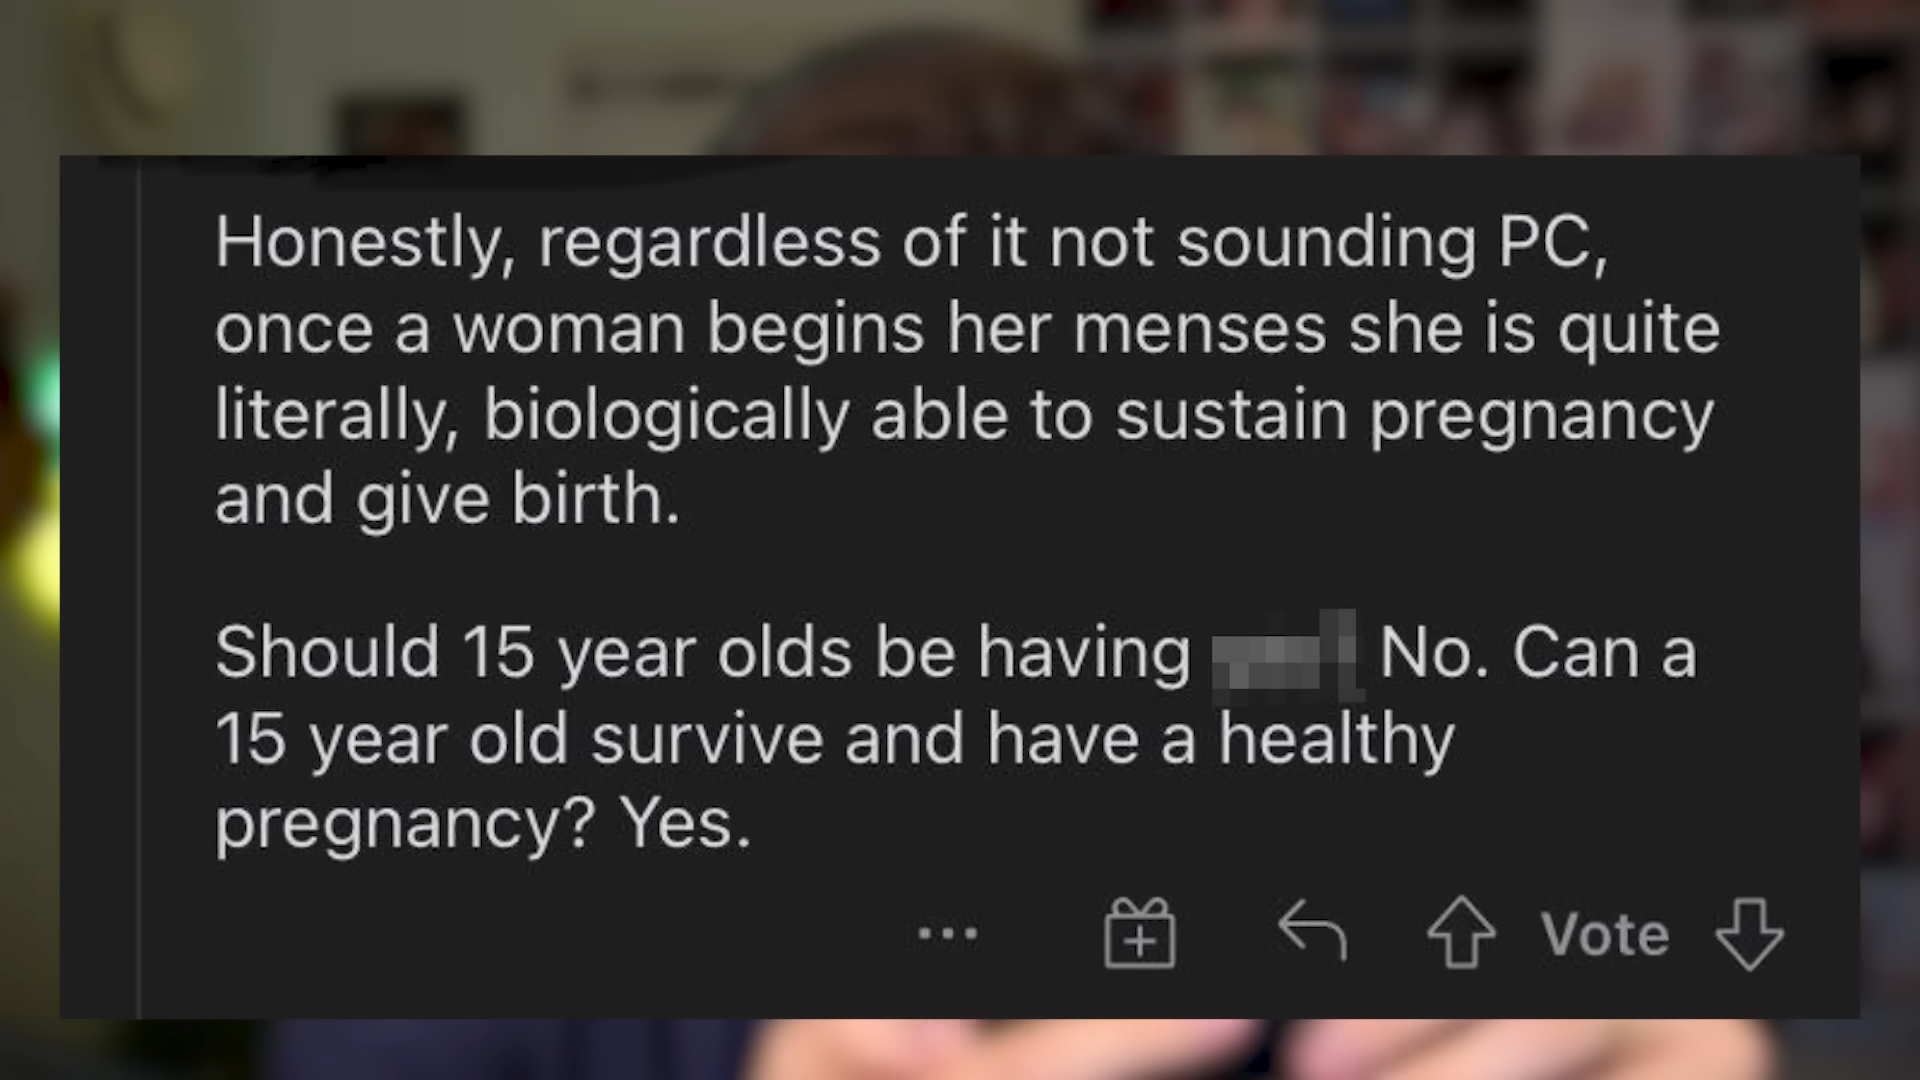 Honestly, regardless of it not sounding PC,
once a woman begins her menses she is quite
literally, biologically able to sustain pregnancy
and give birth.
Should 15 year olds be having No. Can a
15 year old survive and have a healthy
pregnancy? Yes.
Vote